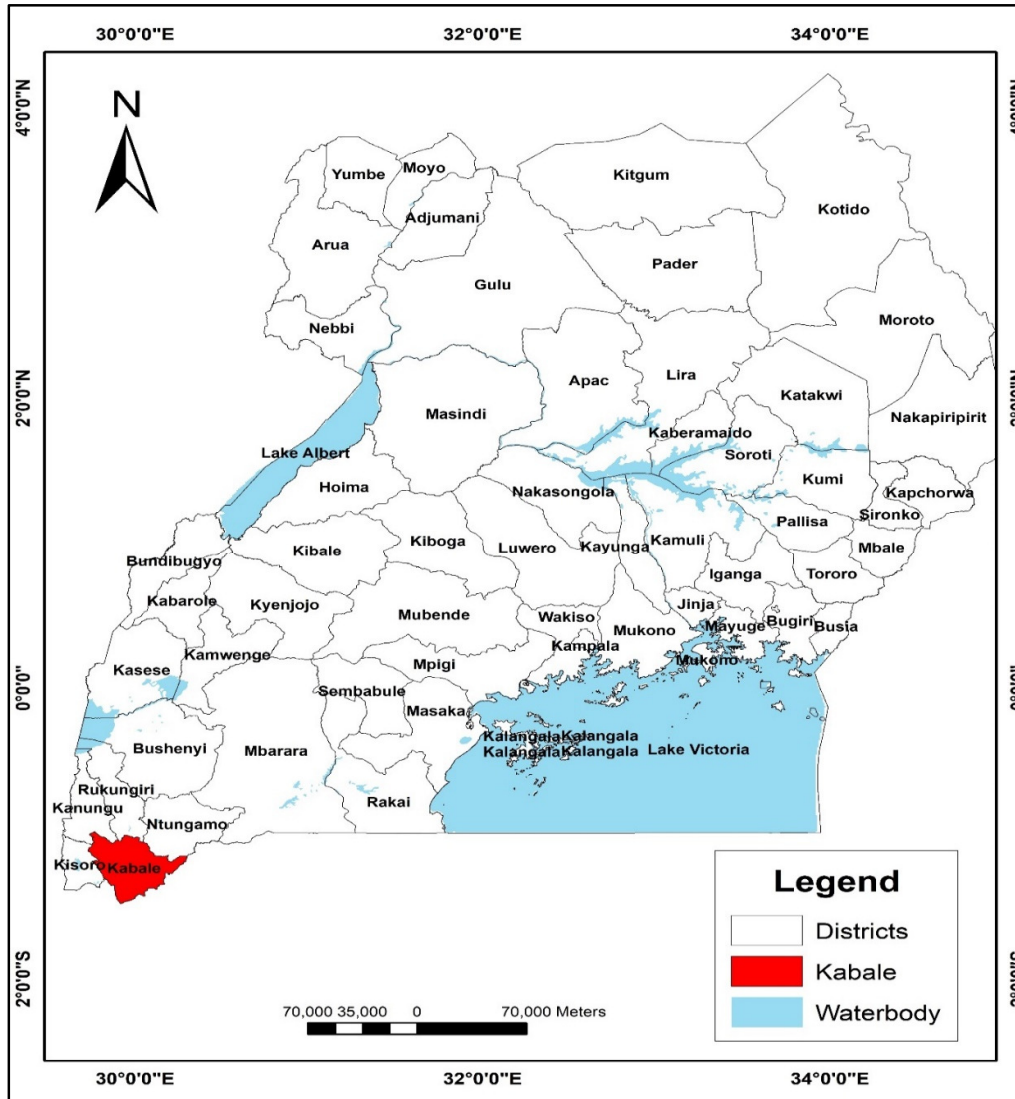 30°0'0"E 32°0'0"E 34°0'0"E
4°0'0"N
N
Yumbe
Moyo
Kitgum
Adjumani
Kotido
Arua
Pader
Gulu
Nebbi
Moroto
2°0'0"N
Apac
Lira
Katakwi
Masindi
Nakapiripirit
Kaberamaido
Lake Albert
Soroti
Kumi
Hoima
Nakasongola
Kapchorwa
Sironko
Pallisa
Kiboga
Kayunga
Kamuli
Luwero
Mbale
Kibale
Bundibugyo
Iganga
Tororo
Kabarole
Kyenjojo
Jinja
Mubende
Wakiso
Mukono
Mayuge
Bugiri
Busia
Kampala
Kamwenge
Mpigi
Mukono
Kasese
0°0'0"
Sembabule
Masaka
Kalangala
Kalangala
Bushenyi
Mbarara
Kalangala
Kalangala
Lake Victoria
Rukungiri
Kanungu
Rakai
Ntungamo
Kisoro
Kabale
Legend
Districts
Kabale
Waterbody
2°0'0"S
70,000 35,000 0 70,000 Meters
30°0'0"E 32°0'0"E 34°0'0"E